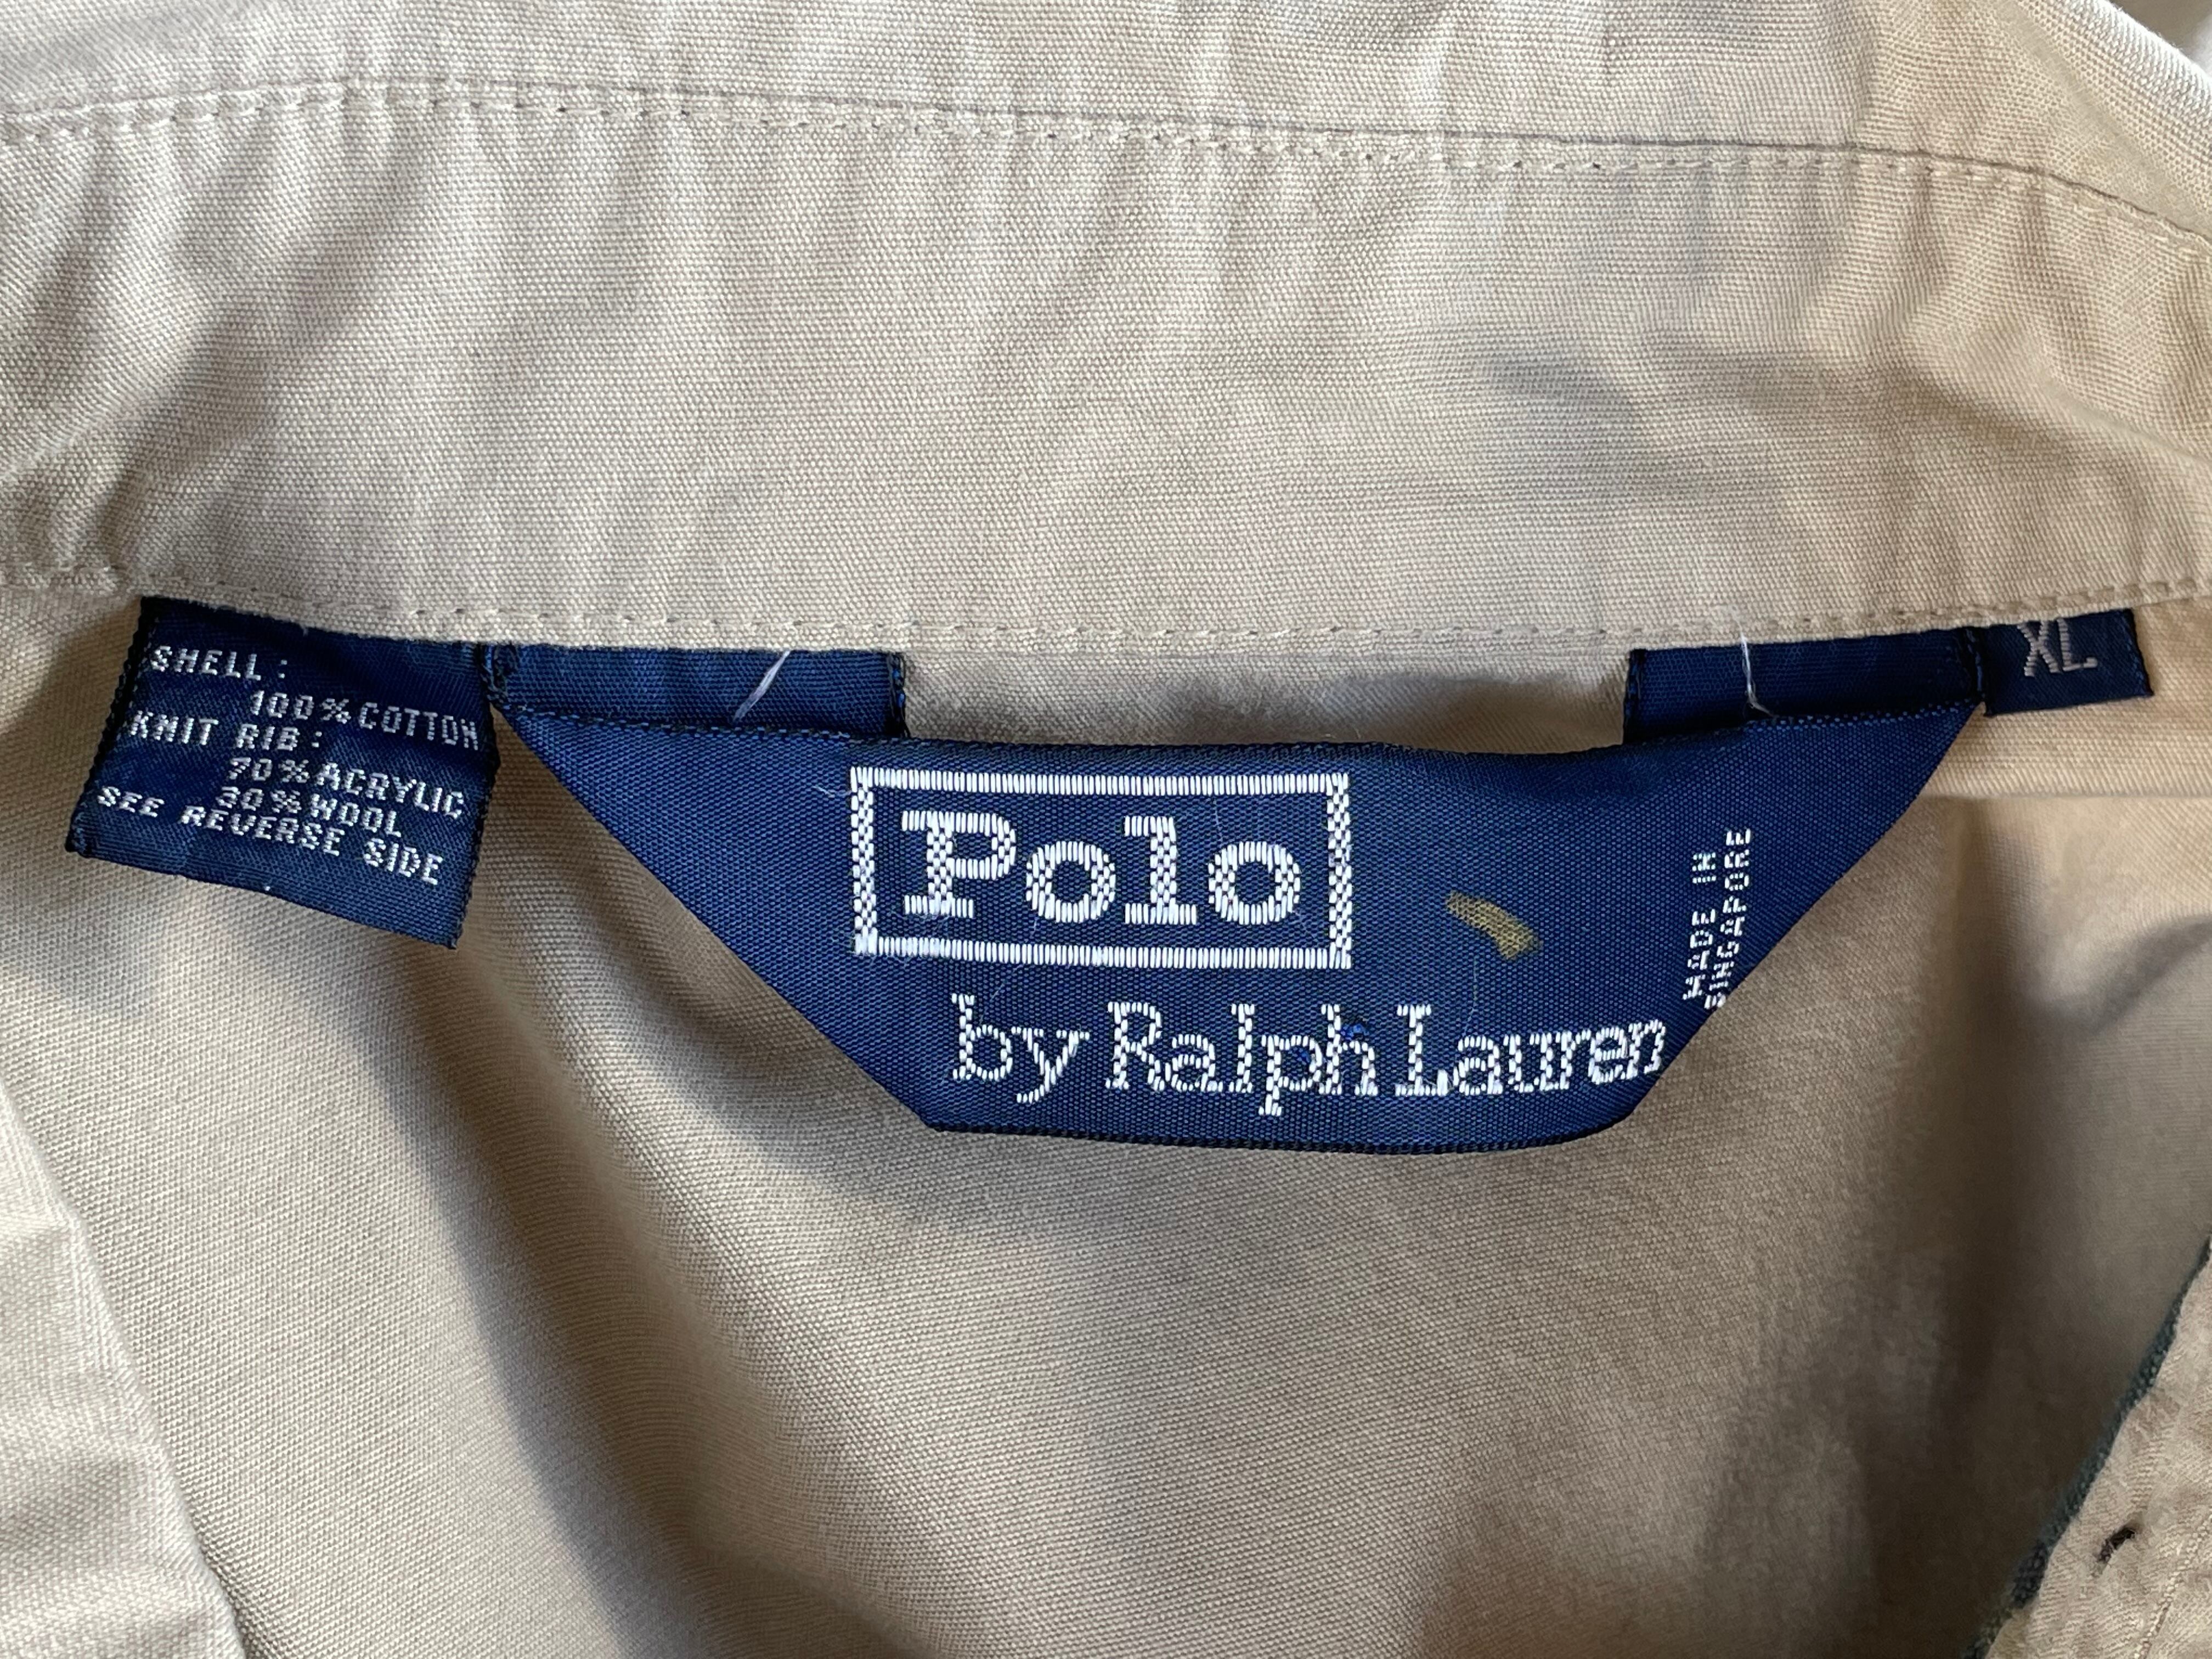 SHELL:
100% COTTON
KNIT RIB:
70% ACRYLIC
30% WOOL
SEE REVERSE SIDE
Polo
by Ralph Lauren
MADE IN
SINGAPORE
XL